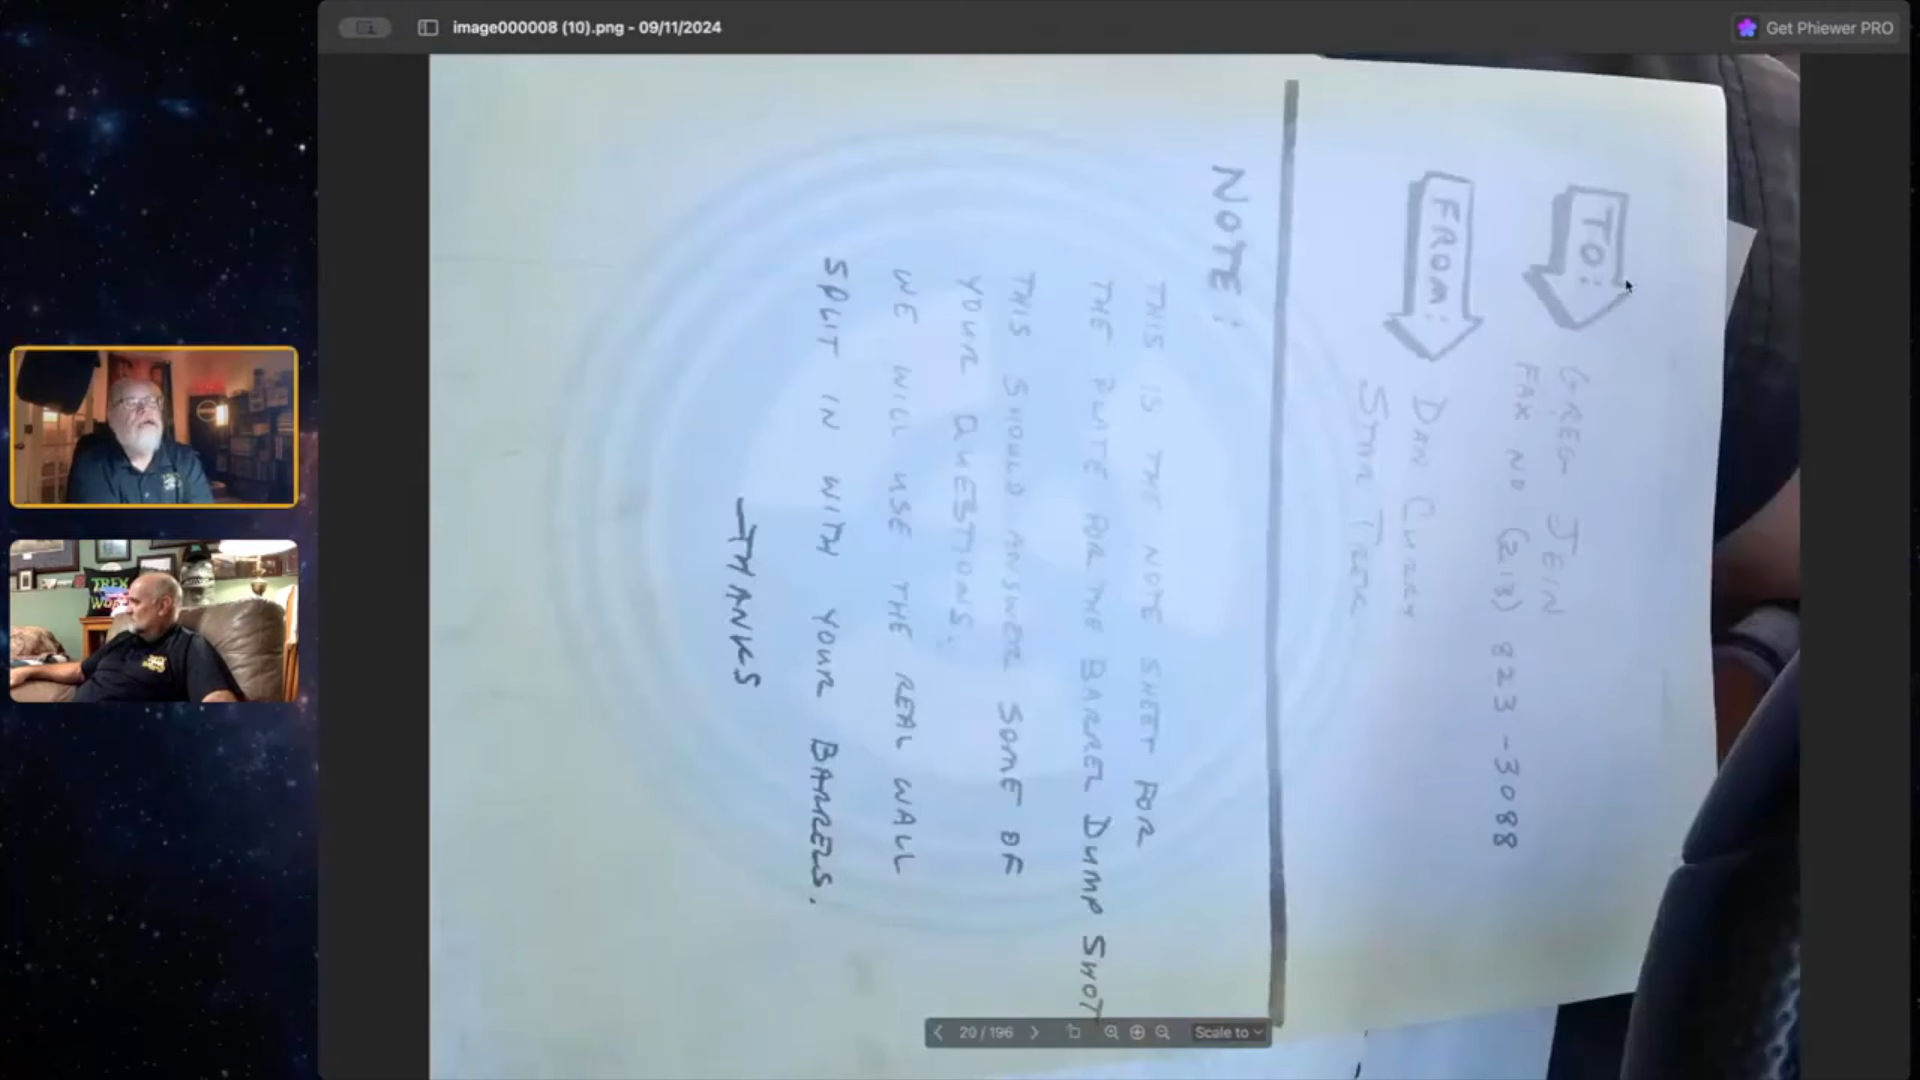 image000008 (10).png - 09/11/2024
Get Phiewer PRO
TO:
GREG JEIN
FAX NO (213) 823-3088
FROM:
DAN CURRY
STAR TREK
NOTE:
THIS IS THE NOTE SHEET FOR
THE PLATE FOR THE BARREL DUMP SHOT
THIS SHOULD ANSWER SOME OF
YOUR QUESTIONS.
WE WILL USE THE REAL WALL
SPLIT IN WITH YOUR BARRELS.
—THANKS
20 / 196
Scale to
TREK